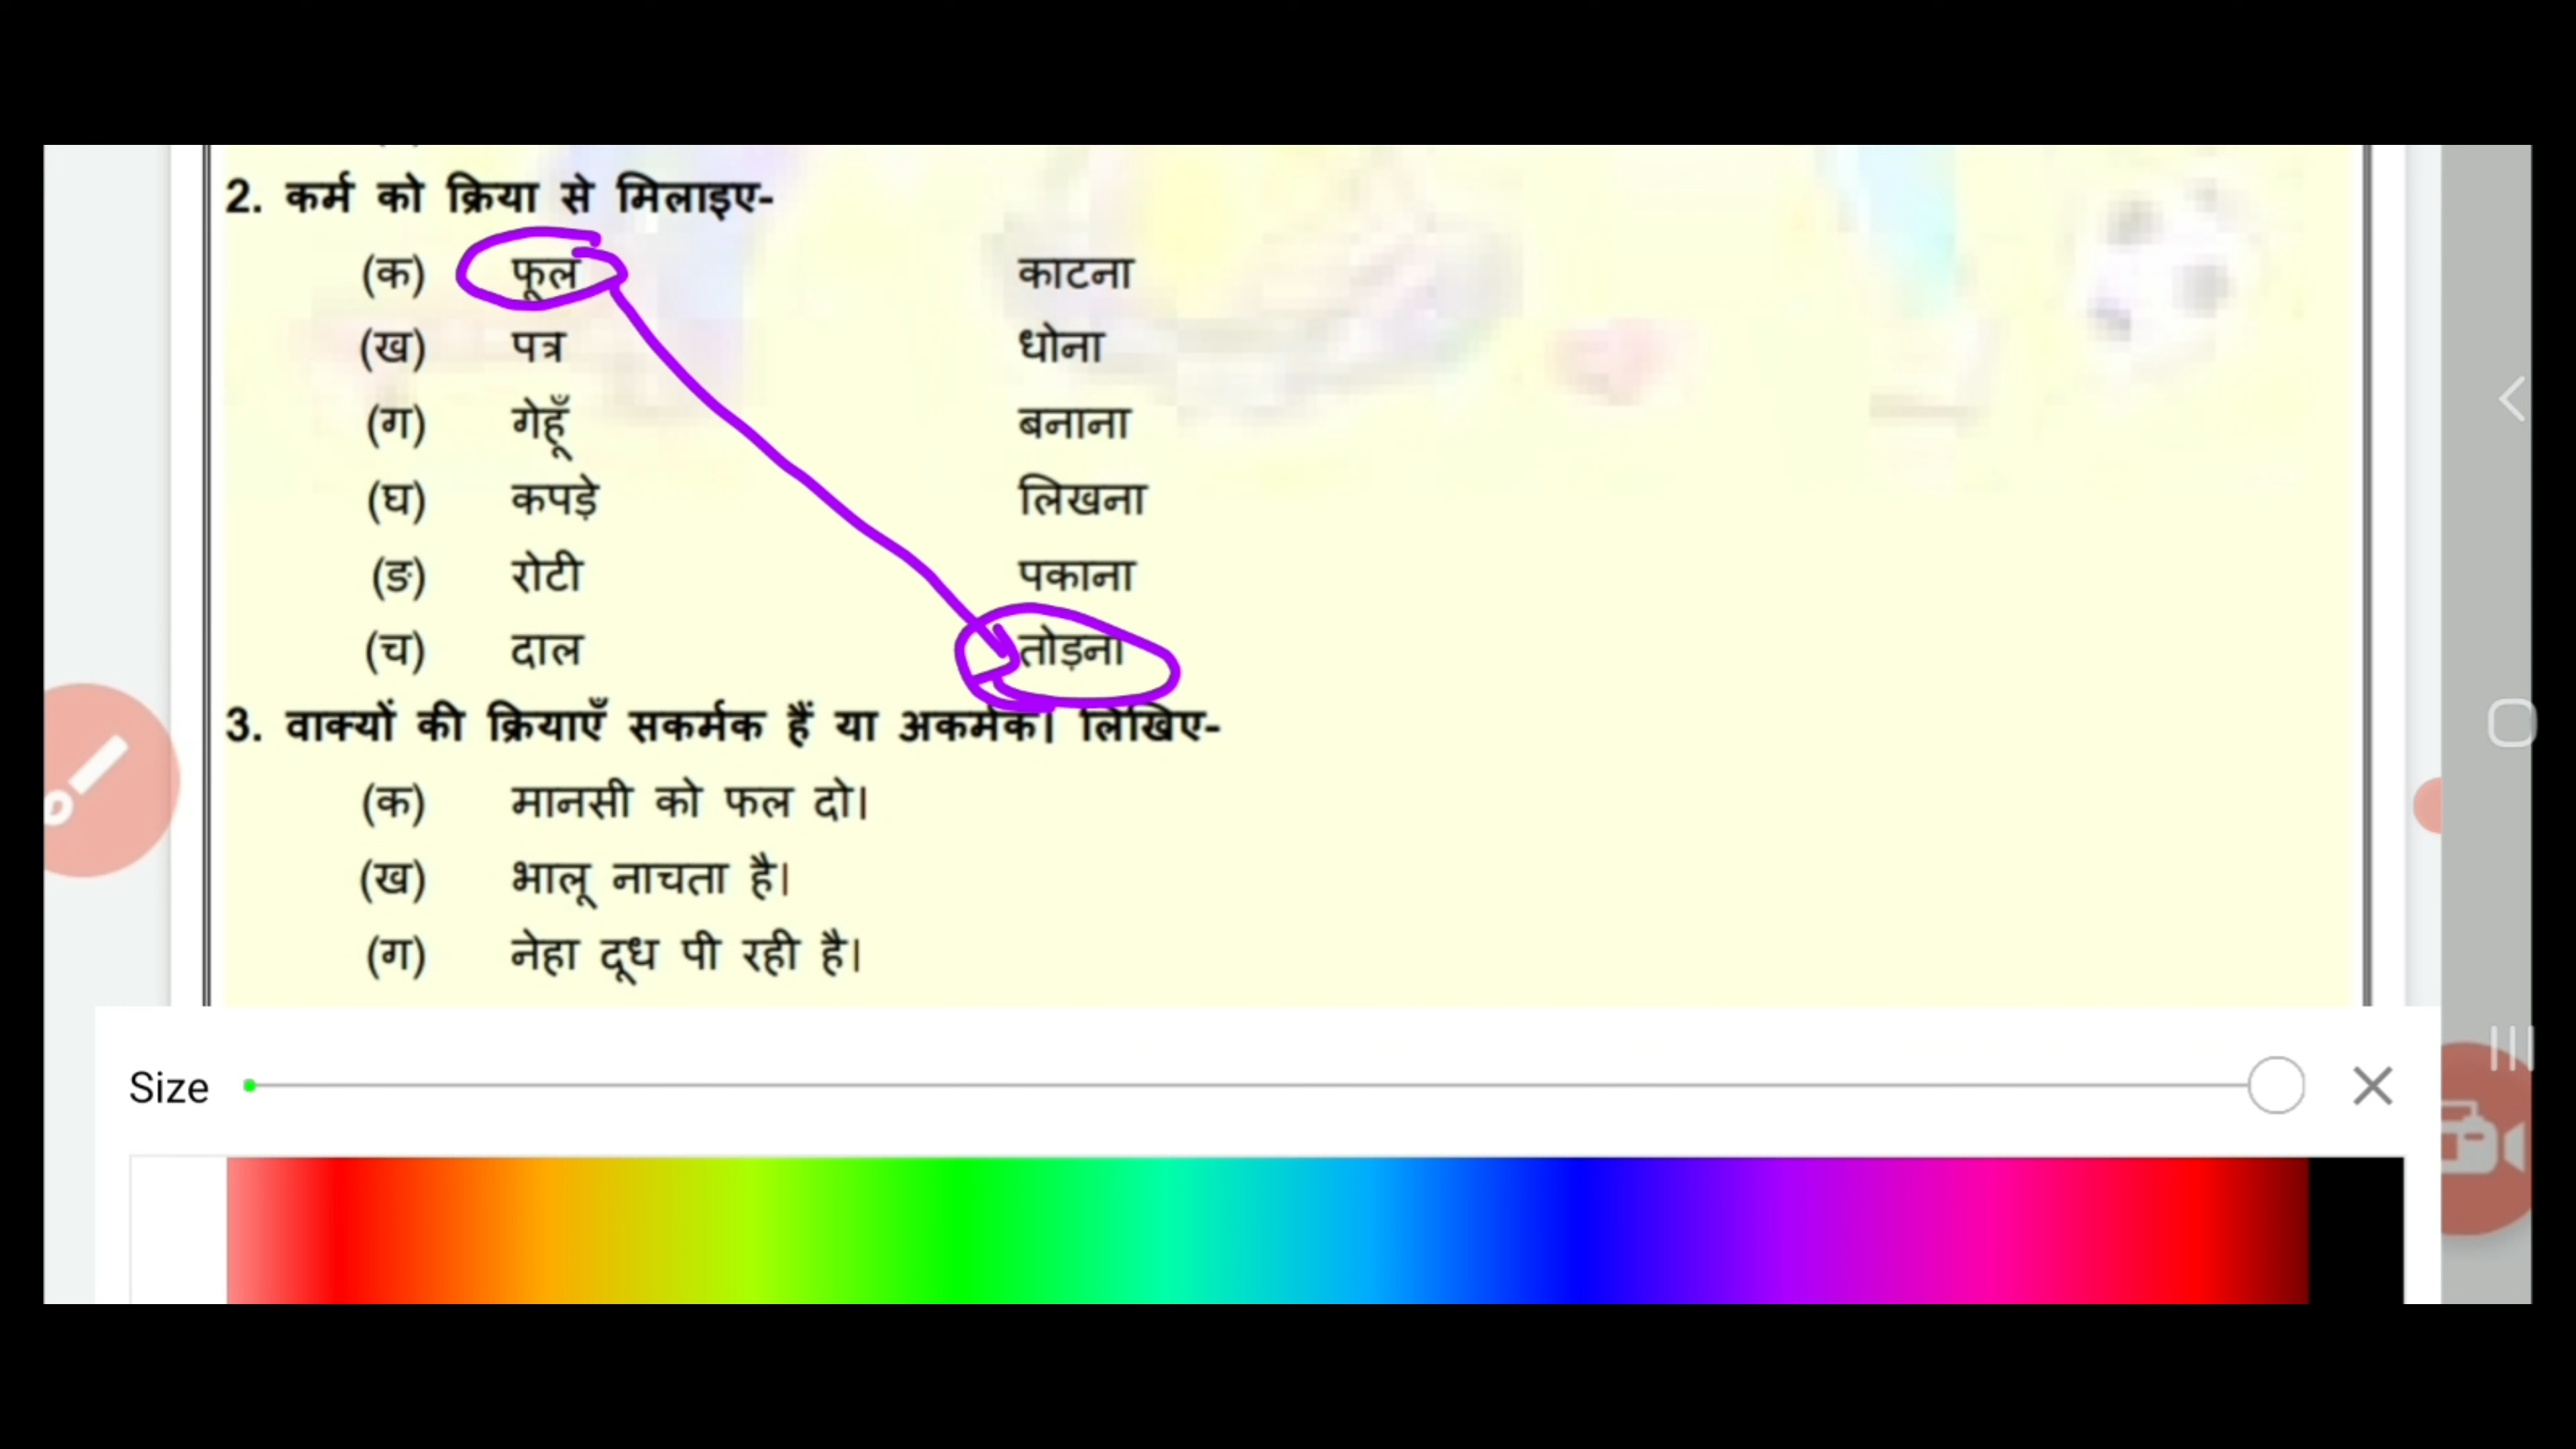 2. कर्म को क्रिया से मिलाइए-
(क) फूल काटना
(ख) पत्र धोना
(ग) गेहूँ बनाना
(घ) कपड़े लिखना
(ङ) रोटी पकाना
(च) दाल तोड़ना
3. वाक्यों की क्रियाएँ सकर्मक हैं या अकर्मक। लिखिए-
(क) मानसी को फल दो।
(ख) भालू नाचता है।
(ग) नेहा दूध पी रही है।
Size